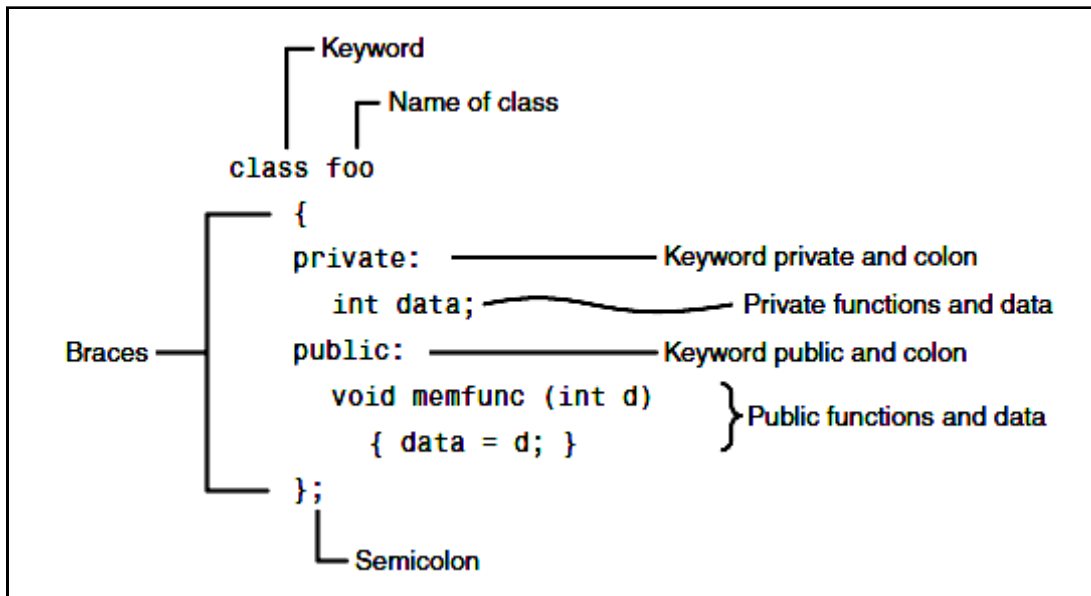 Keyword
Name of class
class foo
{
private:
Keyword private and colon
int data;
Private functions and data
Braces
public:
Keyword public and colon
void memfunc (int d)
Public functions and data
{ data = d; }
};
Semicolon